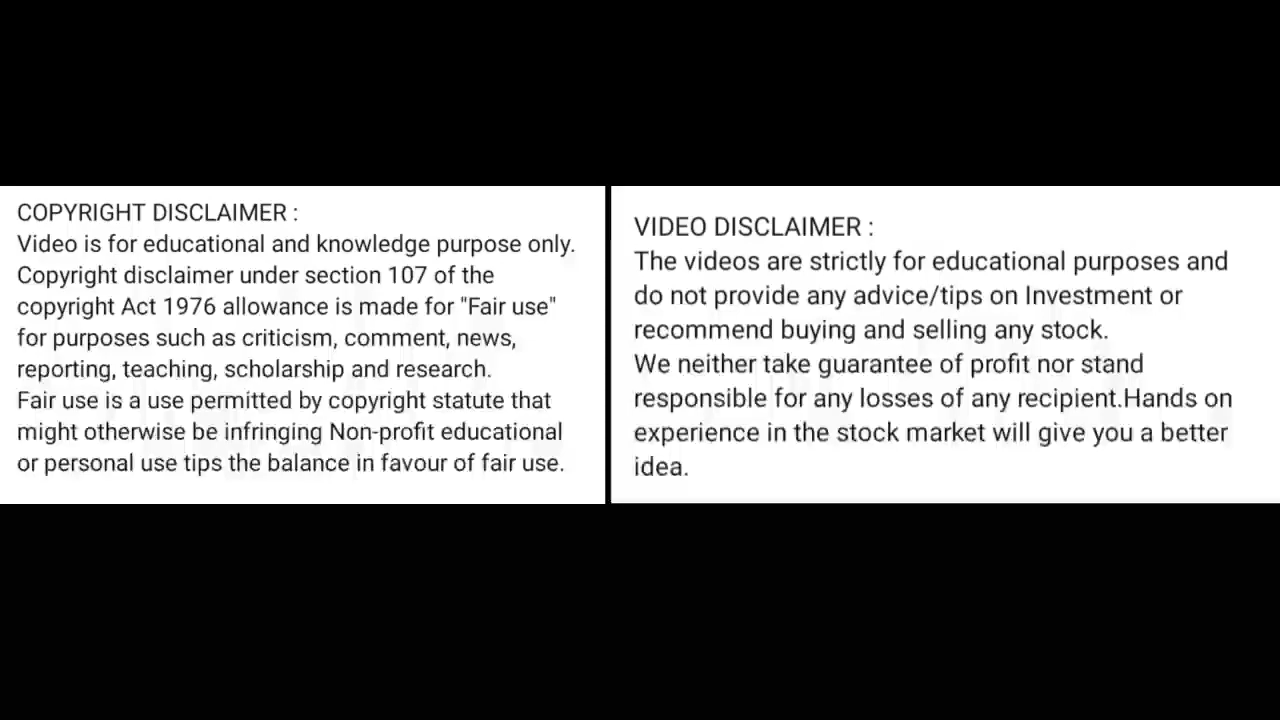 COPYRIGHT DISCLAIMER :
Video is for educational and knowledge purpose only.
Copyright disclaimer under section 107 of the
copyright Act 1976 allowance is made for "Fair use"
for purposes such as criticism, comment, news,
reporting, teaching, scholarship and research.
Fair use is a use permitted by copyright statute that
might otherwise be infringing Non-profit educational
or personal use tips the balance in favour of fair use.
VIDEO DISCLAIMER :
The videos are strictly for educational purposes and
do not provide any advice/tips on Investment or
recommend buying and selling any stock.
We neither take guarantee of profit nor stand
responsible for any losses of any recipient.Hands on
experience in the stock market will give you a better
idea.